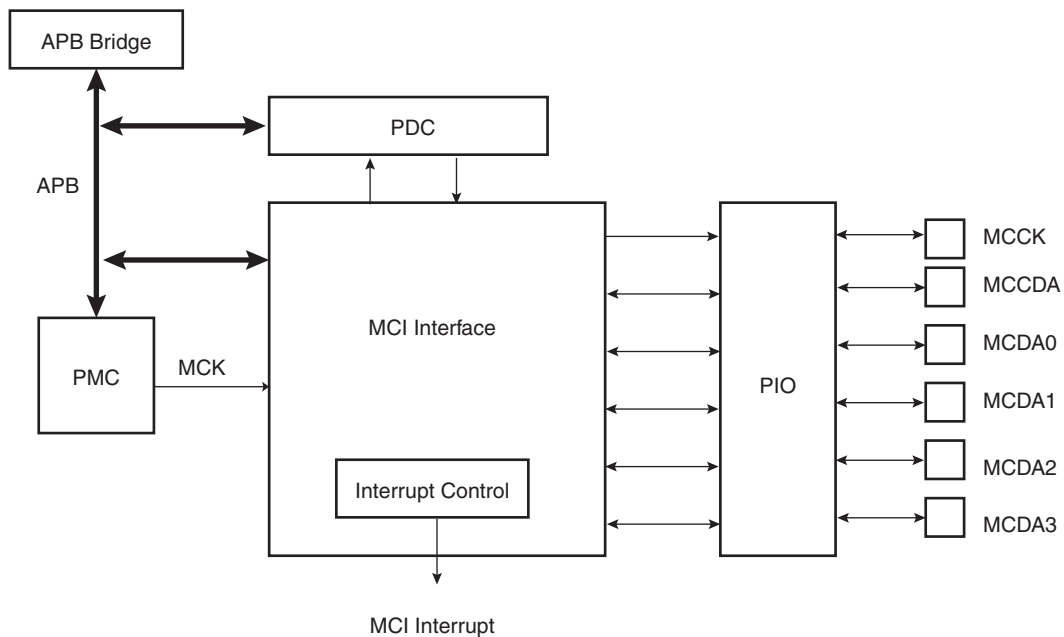 APB Bridge
PDC
APB
MCCK
MCCDA
MCI Interface
MCDA0
PMC
MCK
PIO
MCDA1
MCDA2
Interrupt Control
MCDA3
MCI Interrupt